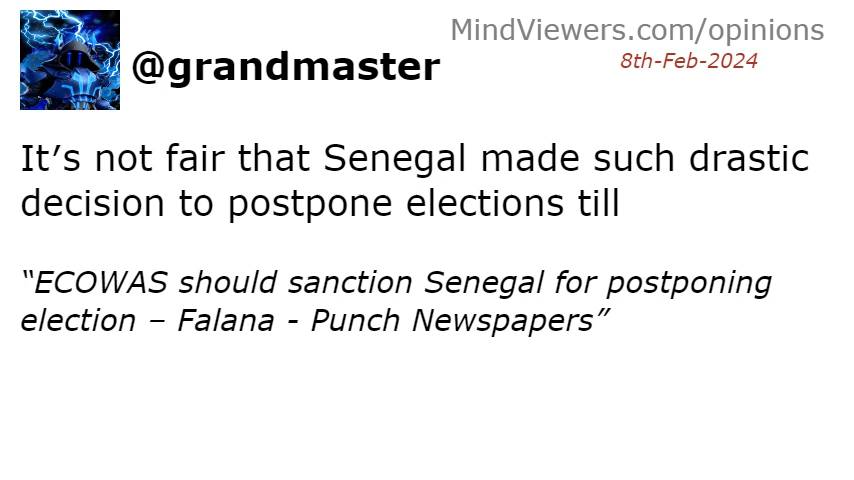 MindViewers.com/opinions
8th-Feb-2024
@grandmaster
It’s not fair that Senegal made such drastic
decision to postpone elections till
“ECOWAS should sanction Senegal for postponing
election – Falana - Punch Newspapers”